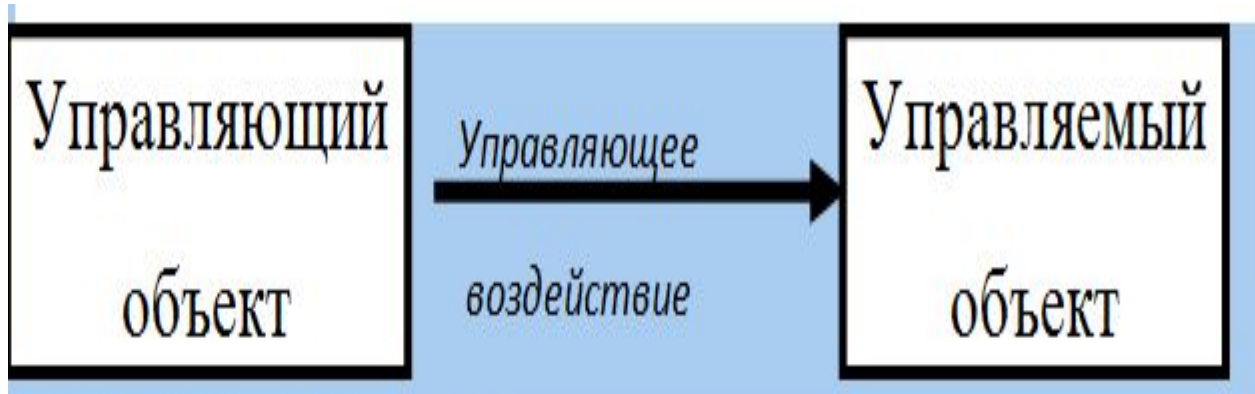 Управляющий
объект
Управляющее
воздействие
Управляемый
объект